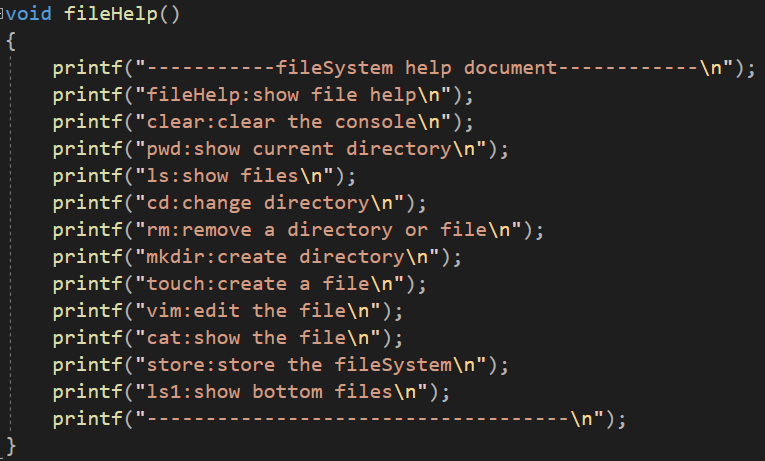 void fileHelp()
{
printf("-----------fileSystem help document------------\n");
printf("fileHelp:show file help\n");
printf("clear:clear the console\n");
printf("pwd:show current directory\n");
printf("ls:show files\n");
printf("cd:change directory\n");
printf("rm:remove a directory or file\n");
printf("mkdir:create directory\n");
printf("touch:create a file\n");
printf("vim:edit the file\n");
printf("cat:show the file\n");
printf("store:store the fileSystem\n");
printf("ls1:show bottom files\n");
printf("------------------------------------\n");
}